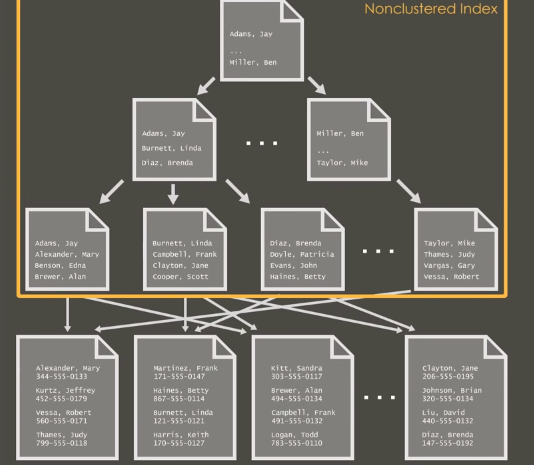 Nonclustered Index
Adams, Jay
...
Miller, Ben
Adams, Jay
Burnett, Linda
Diaz, Brenda
...
Miller, Ben
...
Taylor, Mike
Adams, Jay
Alexander, Mary
Benson, Edna
Brewer, Alan
Burnett, Linda
Campbell, Frank
Clayton, Jane
Cooper, Scott
Diaz, Brenda
Doyle, Patricia
Evans, John
Haines, Betty
...
Taylor, Mike
Thames, Judy
Vargas, Gary
Vessa, Robert
Alexander, Mary
344-555-0133
Kurtz, Jeffrey
452-555-0179
Vessa, Robert
560-555-0171
Thames, Judy
799-555-0118
Martinez, Frank
171-555-0147
Haines, Betty
867-555-0114
Burnett, Linda
121-555-0121
Harris, Keith
170-555-0127
Kitt, Sandra
303-555-0117
Brewer, Alan
494-555-0134
Campbell, Frank
491-555-0132
Logan, Todd
783-555-0110
...
Clayton, Jane
206-555-0195
Johnson, Brian
320-555-0134
Liu, David
440-555-0132
Diaz, Brenda
147-555-0192